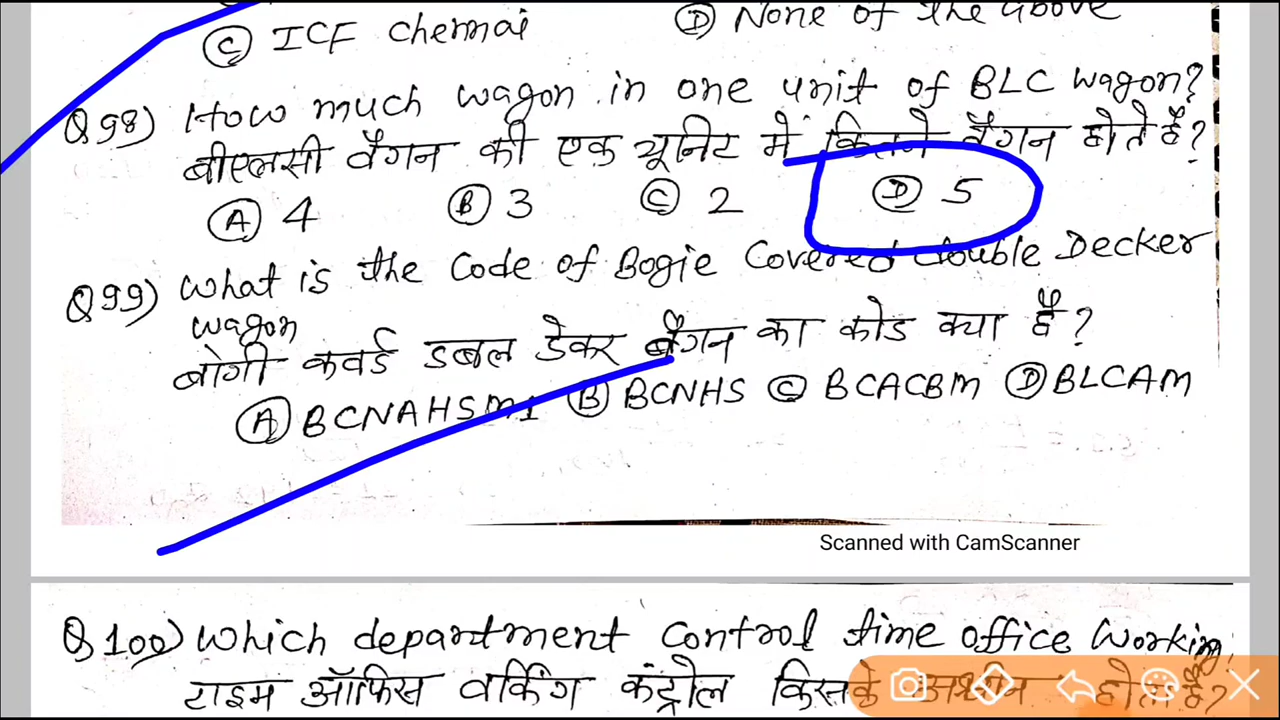 Ⓒ ICF Chennai Ⓓ None of the above
Q98) How much wagon in one unit of BLC wagon?
बीएलसी वैगन की एक यूनिट में कितने वैगन होते है?
Ⓐ 4 Ⓑ 3 Ⓒ 2 Ⓓ 5
Q99) What is the Code of Bogie Covered double Decker
wagon
बोगी कवर्ड डबल डेकर बैगन का कोड क्या है?
Ⓐ BCNAHSM1 Ⓑ BCNHS Ⓒ BCACBM Ⓓ BLCAM
Scanned with CamScanner
Q100) Which department control time office working
टाइम ऑफिस वर्किंग कंट्रोल किसके अधीन होता है?